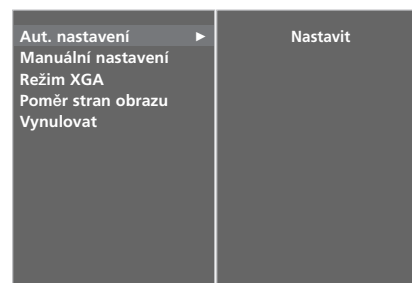 Aut. nastavení ► Nastavit
Manuální nastavení
Režim XGA
Poměr stran obrazu
Vynulovat